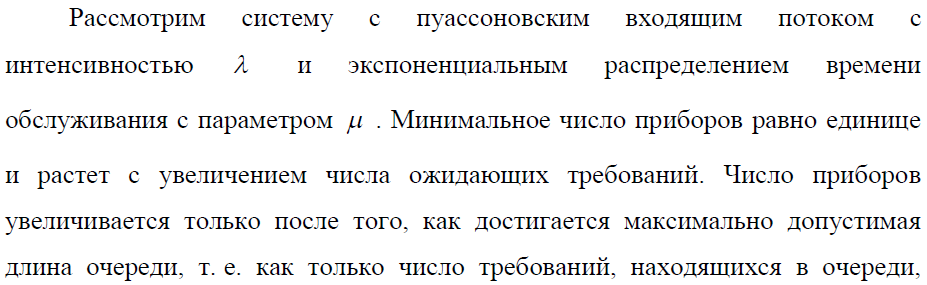 Рассмотрим систему с пуассоновским входящим потоком с
интенсивностью λ и экспоненциальным распределением времени
обслуживания с параметром μ . Минимальное число приборов равно единице
и растет с увеличением числа ожидающих требований. Число приборов
увеличивается только после того, как достигается максимально допустимая
длина очереди, т. е. как только число требований, находящихся в очереди,